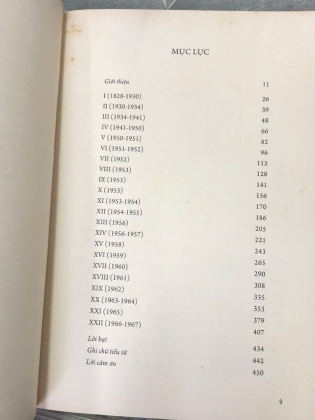 MỤC LỤC
Giới thiệu 11
I (1828-1930) 26
II (1930-1934) 39
III (1934-1941) 48
IV (1941-1950) 66
V (1950-1951) 82
VI (1951-1952) 96
VII (1952) 113
VIII (1953) 128
IX (1953) 141
X (1953) 156
XI (1953-1954) 170
XII (1954-1955) 186
XIII (1956) 205
XIV (1956-1957) 221
XV (1958) 243
XVI (1959) 265
XVII (1960) 290
XVIII (1961) 308
XIX (1962) 335
XX (1963-1964) 353
XXI (1965) 379
XXII (1966-1967) 407
Lời bạt 434
Ghi chú tiểu sử 442
Lời cảm ơn 450
9